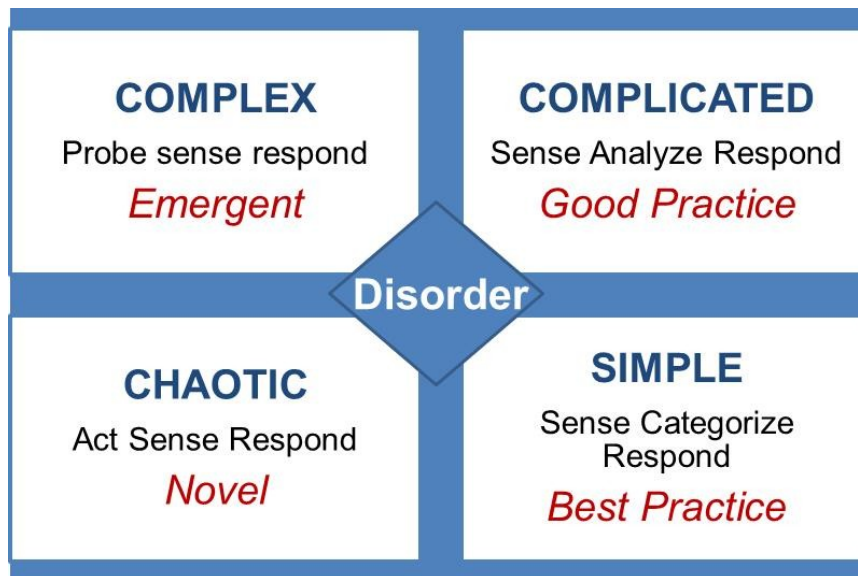 COMPLEX
Probe sense respond
Emergent
COMPLICATED
Sense Analyze Respond
Good Practice
Disorder
CHAOTIC
Act Sense Respond
Novel
SIMPLE
Sense Categorize
Respond
Best Practice